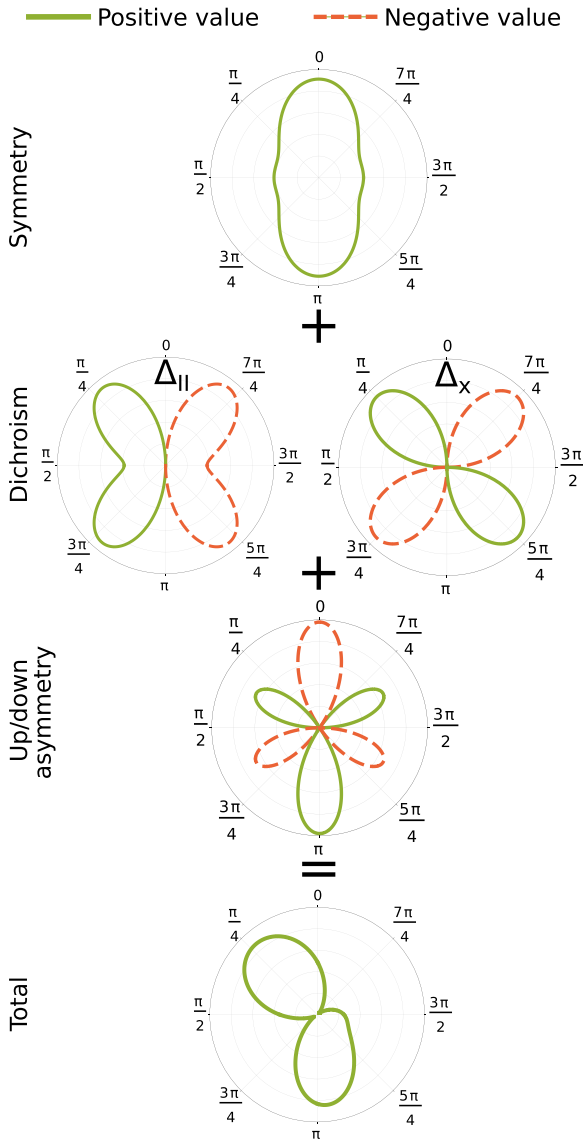 Positive value Negative value
Symmetry
0
π/4 7π/4
π/2 3π/2
3π/4 5π/4
π
+
Dichroism
0 0
π/4 Δ|| 7π/4 π/4 Δx 7π/4
π/2 3π/2 π/2 3π/2
3π/4 5π/4 3π/4 5π/4
π π
+
Up/down
asymmetry
0
π/4 7π/4
π/2 3π/2
3π/4 5π/4
π
=
Total
0
π/4 7π/4
π/2 3π/2
3π/4 5π/4
π